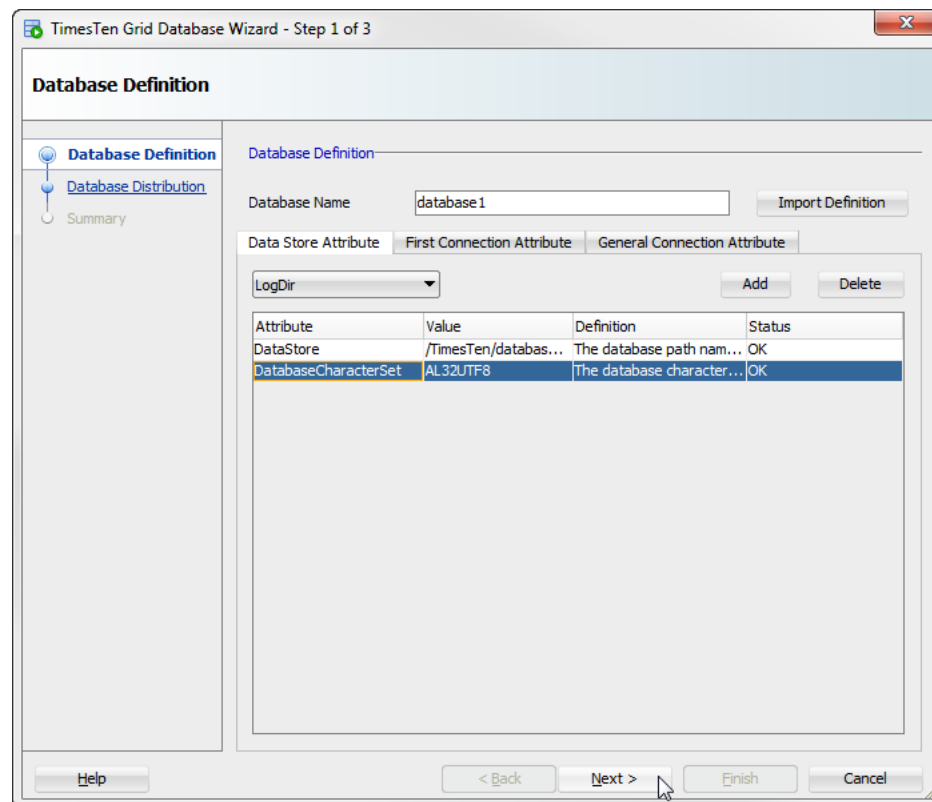 TimesTen Grid Database Wizard - Step 1 of 3
Database Definition
Database Definition
Database Distribution
Summary
Database Definition
Database Name database1 Import Definition
Data Store Attribute First Connection Attribute General Connection Attribute
LogDir Add Delete
Attribute Value Definition Status
DataStore /TimesTen/databas... The database path nam... OK
DatabaseCharacterSet AL32UTF8 The database character... OK
Help < Back Next > Finish Cancel